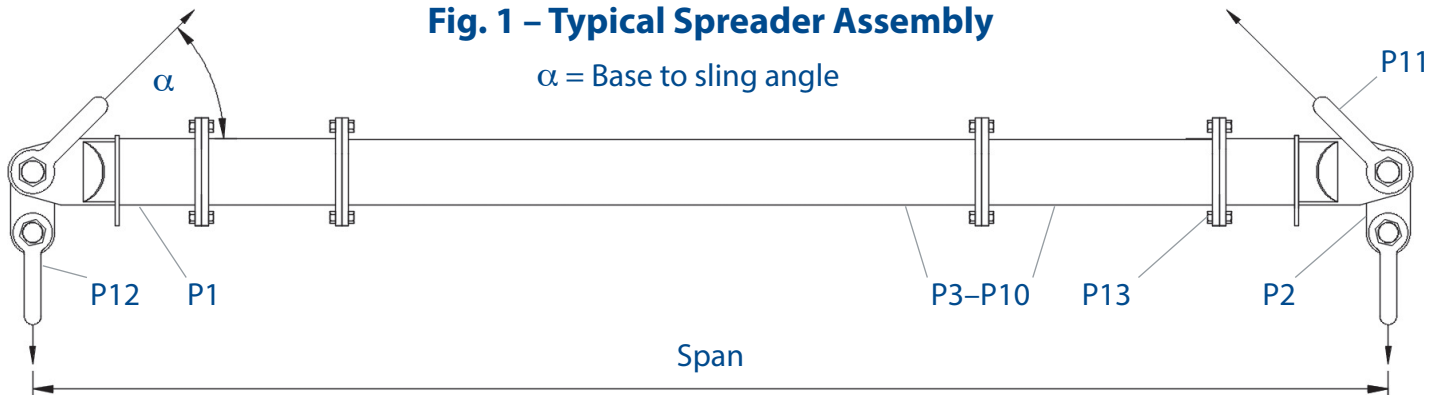 Fig. 1 – Typical Spreader Assembly
α = Base to sling angle
α
P11
P12
P1
P3–P10
P13
P2
Span